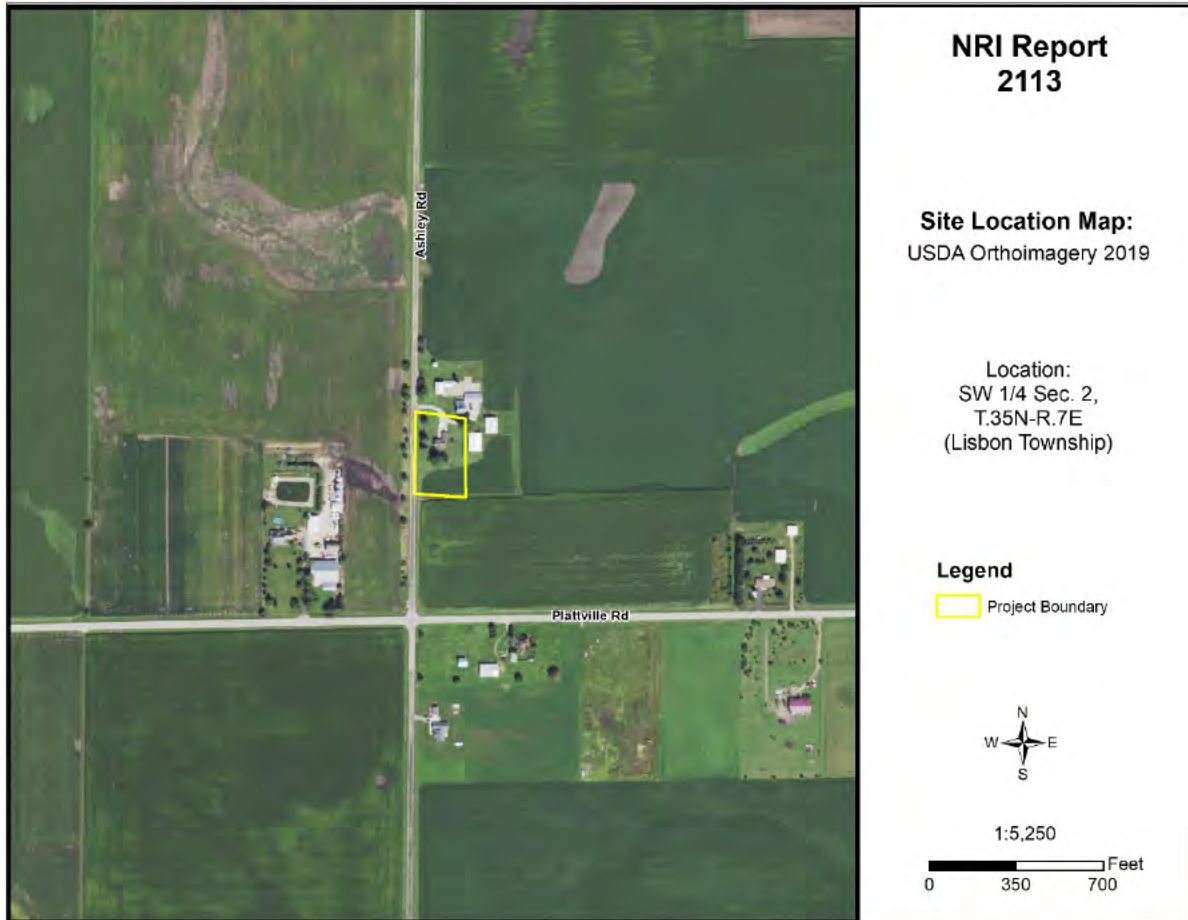 NRI Report
2113
Site Location Map:
USDA Orthoimagery 2019
Location:
SW 1/4 Sec. 2,
T.35N-R.7E
(Lisbon Township)
Legend
Project Boundary
N
W E
S
1:5,250
Feet
0 350 700
Ashley Rd
Plattville Rd